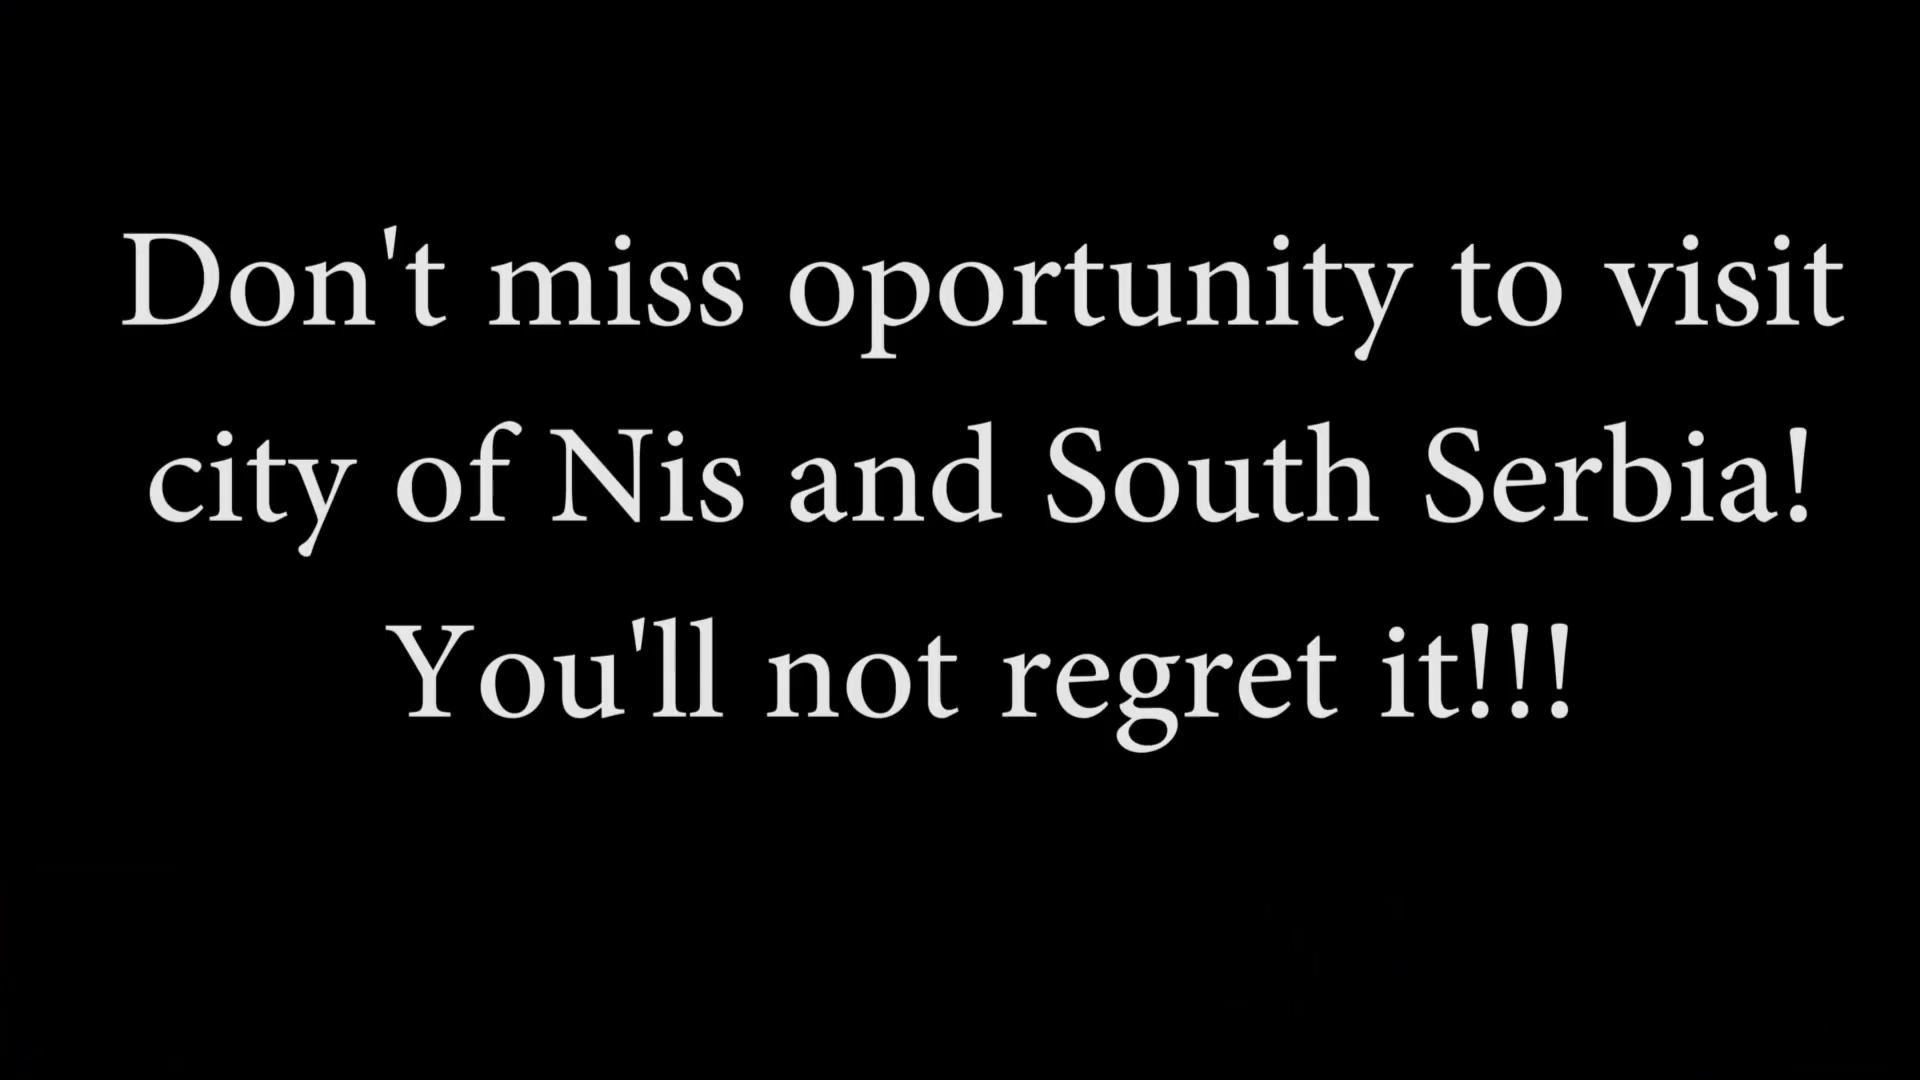 Don't miss oportunity to visit
city of Nis and South Serbia!
You'll not regret it!!!